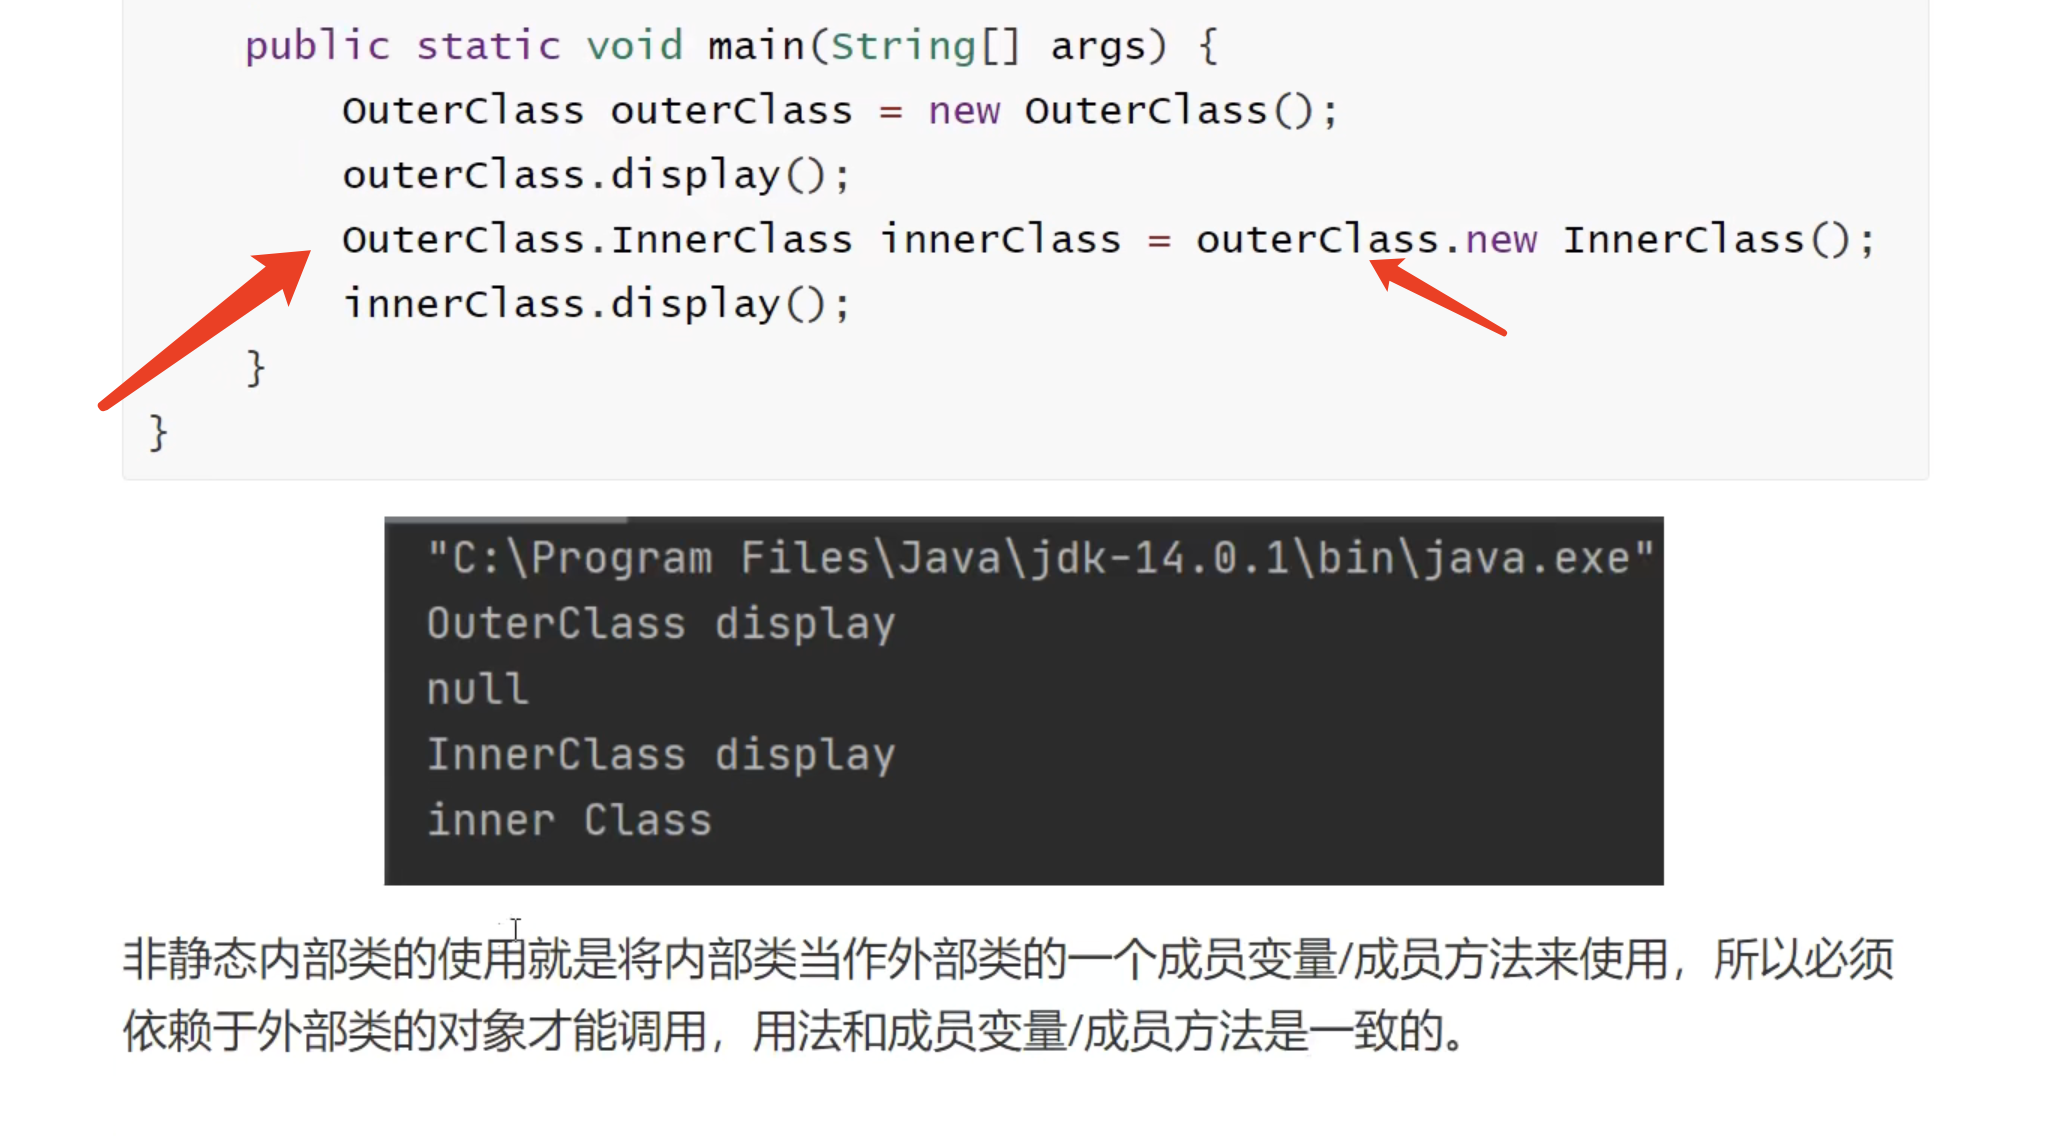 public static void main(String[] args) {
OuterClass outerClass = new OuterClass();
outerClass.display();
OuterClass.InnerClass innerClass = outerClass.new InnerClass();
innerClass.display();
}
}
"C:\Program Files\Java\jdk-14.0.1\bin\java.exe"
OuterClass display
null
InnerClass display
inner Class
非静态内部类的使用就是将内部类当作外部类的一个成员变量/成员方法来使用，所以必须
依赖于外部类的对象才能调用，用法和成员变量/成员方法是一致的。